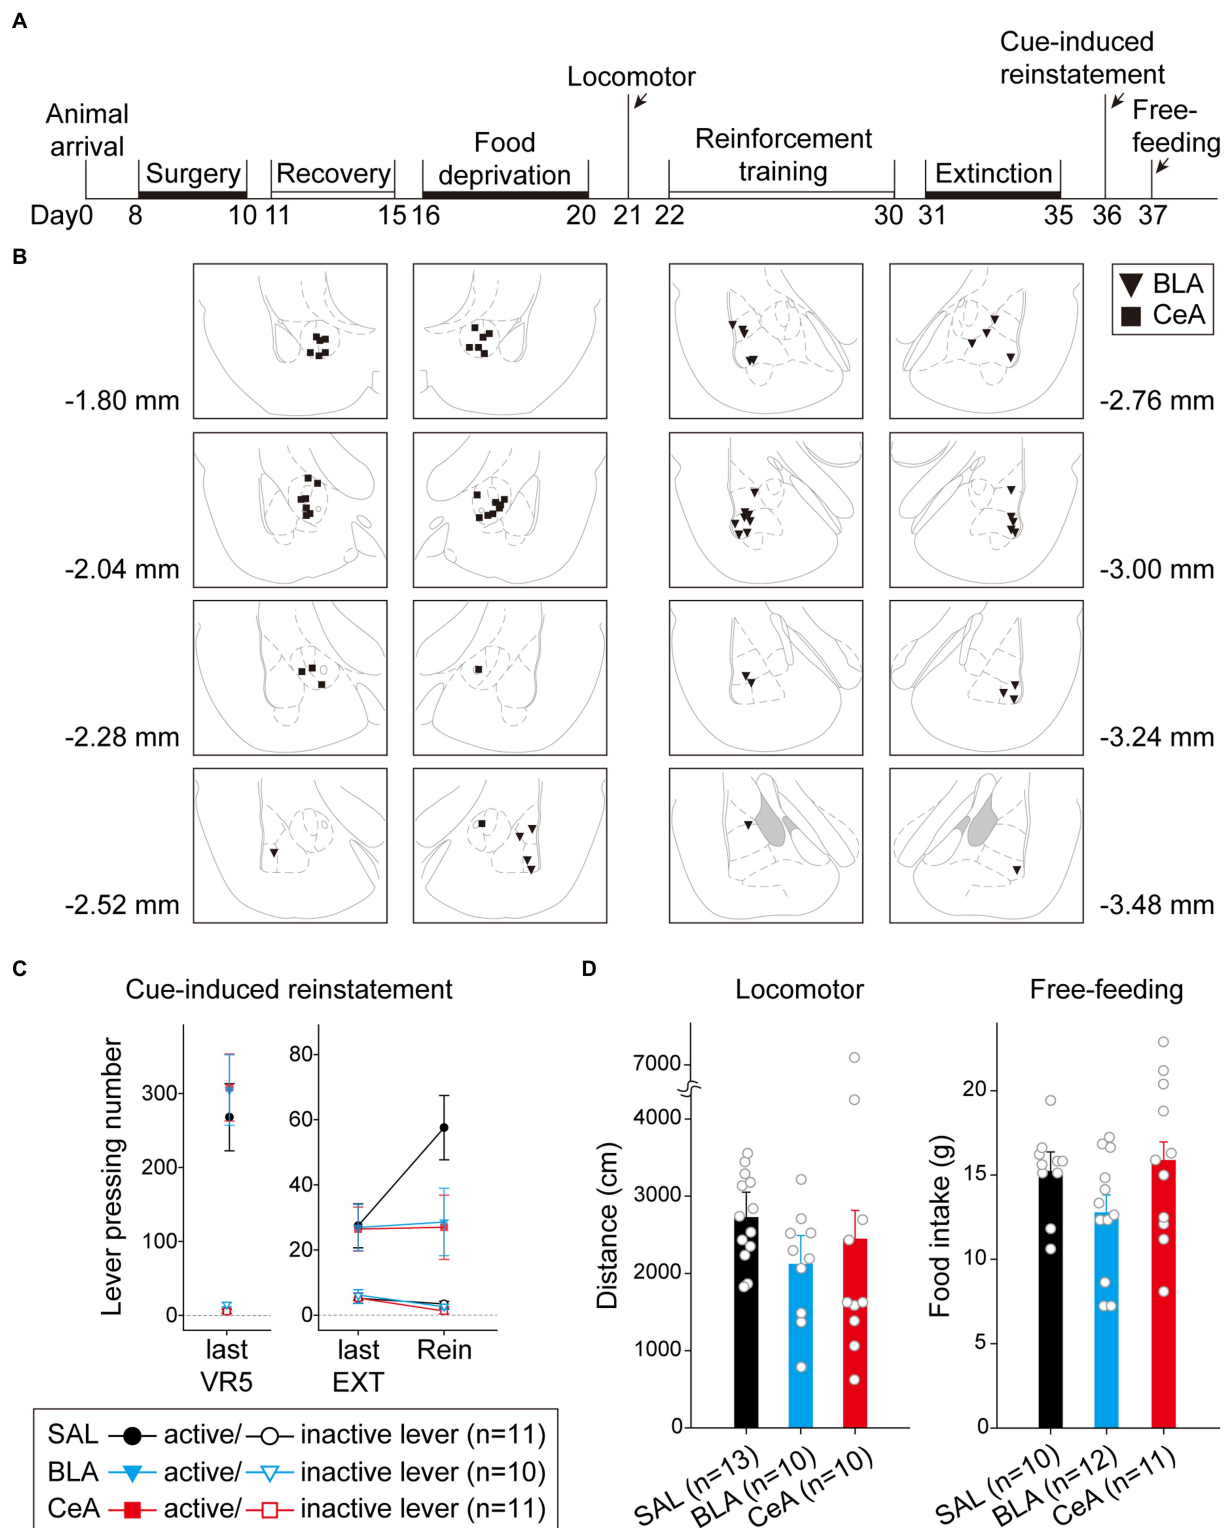 A
Animal
arrival
Surgery
Recovery
Food
deprivation
Locomotor
Reinforcement
training
Extinction
Cue-induced
reinstatement
Free-
feeding
Day0 8 10 11 15 16 20 21 22 30 31 35 36 37
B
BLA
CeA
-1.80 mm
-2.76 mm
-2.04 mm
-3.00 mm
-2.28 mm
-3.24 mm
-2.52 mm
-3.48 mm
C
Cue-induced reinstatement
Lever pressing number
300
200
100
0
80
60
40
20
0
last
VR5
last
EXT
Rein
SAL active/ inactive lever (n=11)
BLA active/ inactive lever (n=10)
CeA active/ inactive lever (n=11)
D
Locomotor
Distance (cm)
7000
4000
3000
2000
1000
0
SAL (n=13)
BLA (n=10)
CeA (n=10)
Free-feeding
Food intake (g)
20
15
10
5
0
SAL (n=10)
BLA (n=12)
CeA (n=11)